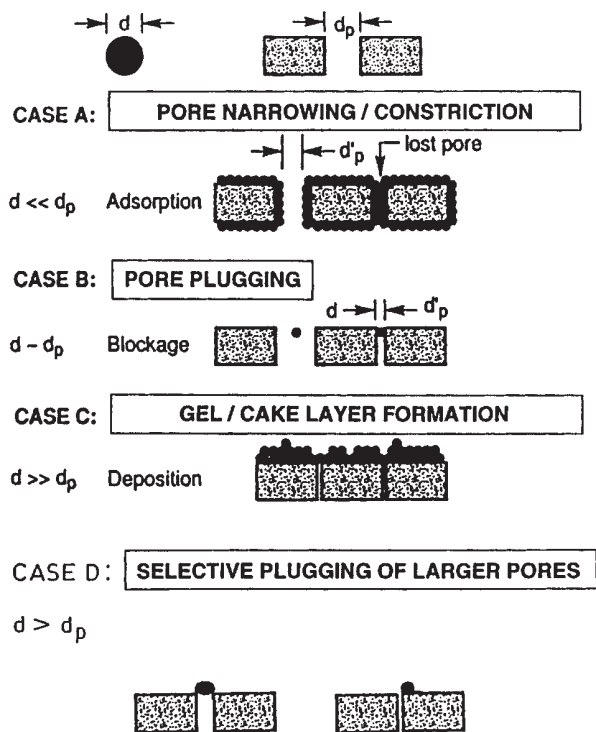 d dp
CASE A: PORE NARROWING / CONSTRICTION
d'p lost pore
d << dp Adsorption
CASE B: PORE PLUGGING
d d'p
d ~ dp Blockage
CASE C: GEL / CAKE LAYER FORMATION
d >> dp Deposition
CASE D: SELECTIVE PLUGGING OF LARGER PORES
d > dp